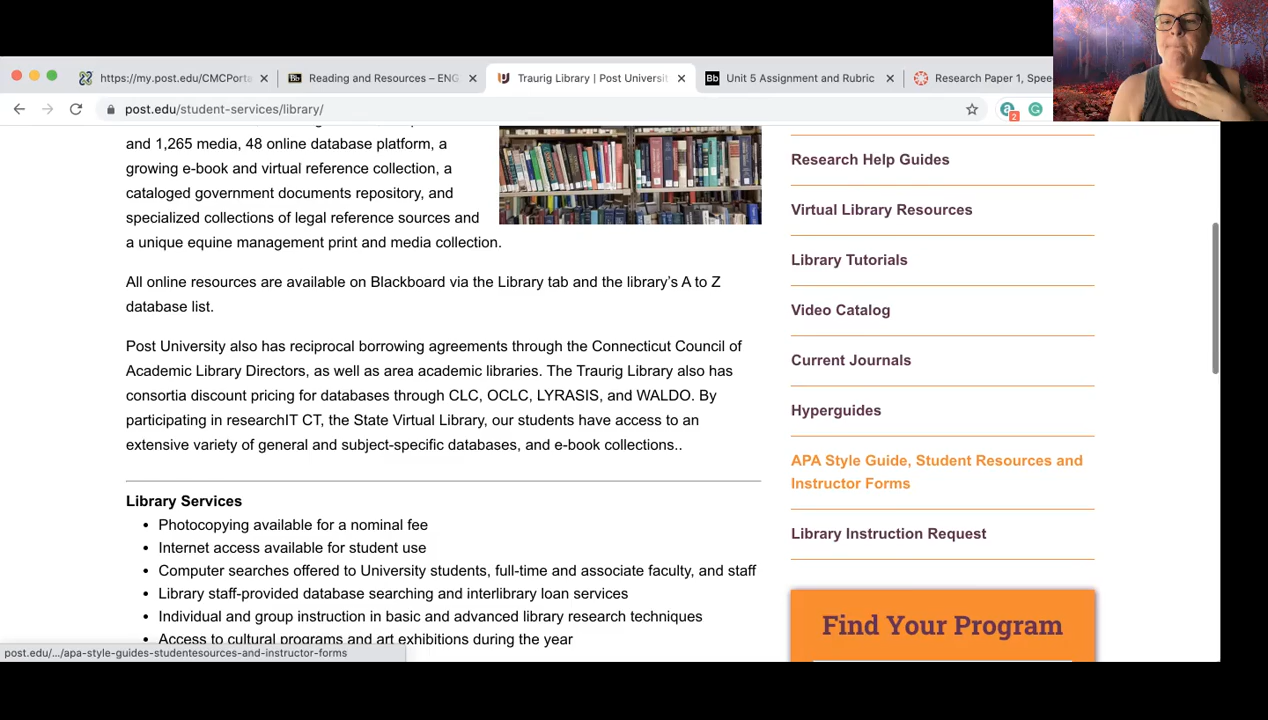 https://my.post.edu/CMCPorta
Reading and Resources – ENG
Traurig Library | Post Universit
Bb Unit 5 Assignment and Rubric
Research Paper 1, Spee
post.edu/student-services/library/
2
and 1,265 media, 48 online database platform, a
growing e-book and virtual reference collection, a
cataloged government documents repository, and
specialized collections of legal reference sources and
a unique equine management print and media collection.
All online resources are available on Blackboard via the Library tab and the library's A to Z
database list.
Post University also has reciprocal borrowing agreements through the Connecticut Council of
Academic Library Directors, as well as area academic libraries. The Traurig Library also has
consortia discount pricing for databases through CLC, OCLC, LYRASIS, and WALDO. By
participating in researchIT CT, the State Virtual Library, our students have access to an
extensive variety of general and subject-specific databases, and e-book collections..
Library Services
• Photocopying available for a nominal fee
• Internet access available for student use
• Computer searches offered to University students, full-time and associate faculty, and staff
• Library staff-provided database searching and interlibrary loan services
• Individual and group instruction in basic and advanced library research techniques
• Access to cultural programs and art exhibitions during the year
post.edu/.../apa-style-guides-studentesources-and-instructor-forms
Research Help Guides
Virtual Library Resources
Library Tutorials
Video Catalog
Current Journals
Hyperguides
APA Style Guide, Student Resources and
Instructor Forms
Library Instruction Request
Find Your Program